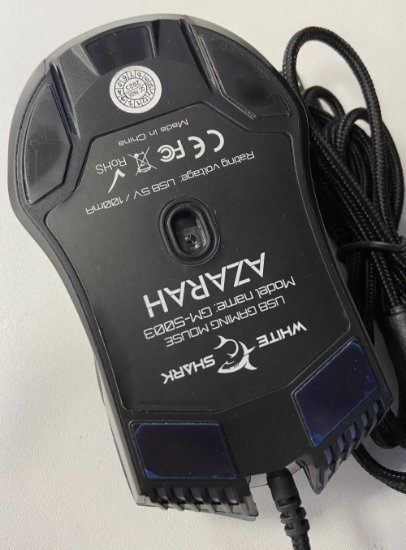 WHITE SHARK
USB GAMING MOUSE
Model name: GM-5003
AZARAH
Rating voltage: USB 5V / 100mA
CE FC RoHS
Made in China
2023